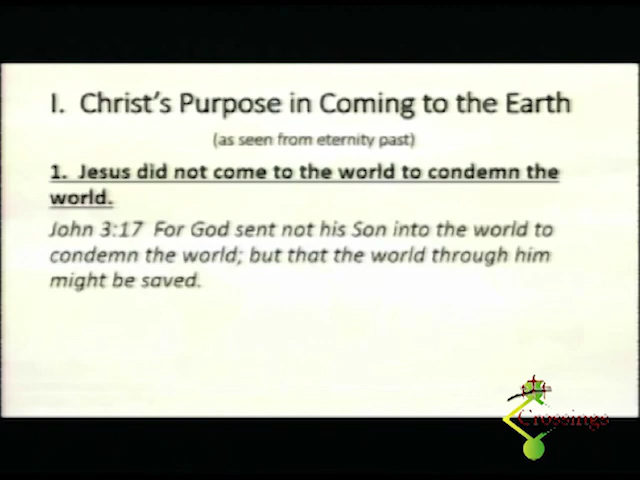 I. Christ's Purpose in Coming to the Earth
(as seen from eternity past)
1. Jesus did not come to the world to condemn the
world.
John 3:17 For God sent not his Son into the world to
condemn the world; but that the world through him
might be saved.
Crossings